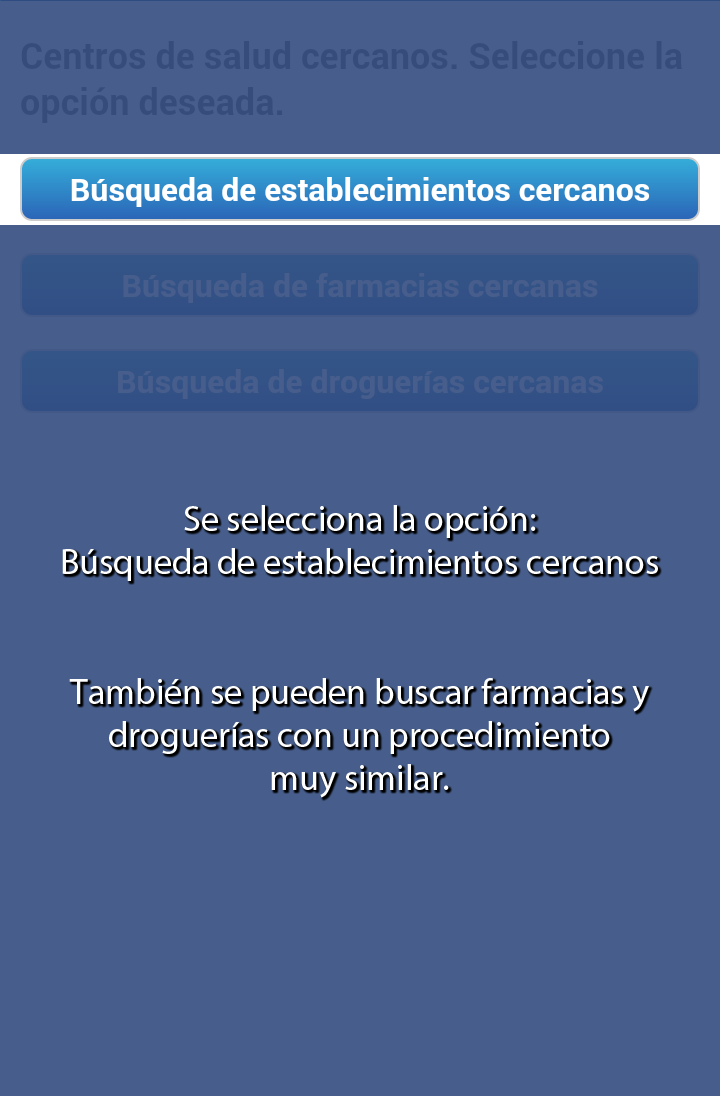 Centros de salud cercanos. Seleccione la
opción deseada.
Búsqueda de establecimientos cercanos
Búsqueda de farmacias cercanas
Búsqueda de droguerías cercanas
Se selecciona la opción:
Búsqueda de establecimientos cercanos
También se pueden buscar farmacias y
droguerías con un procedimiento
muy similar.